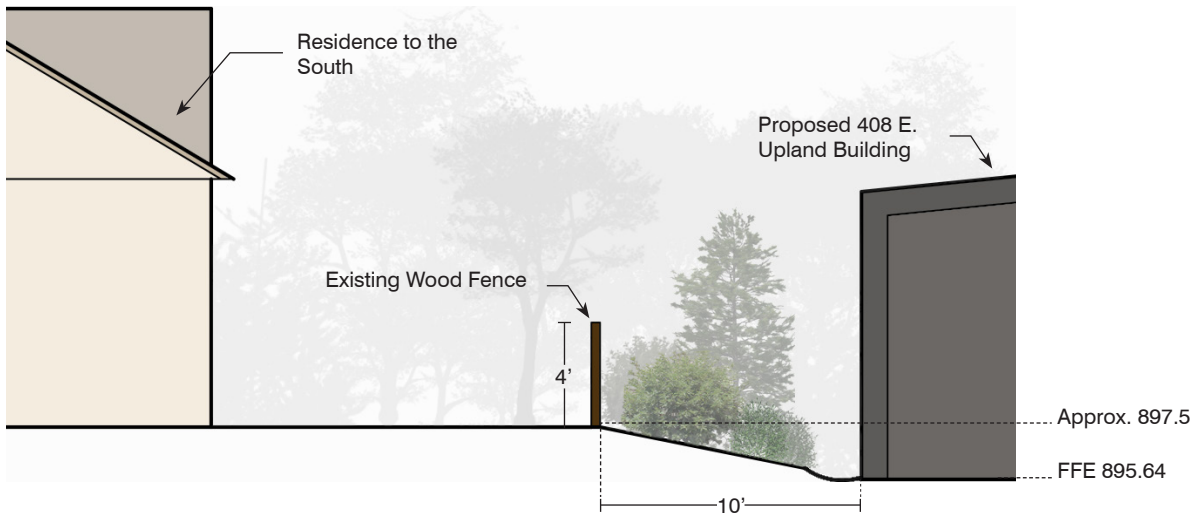 Residence to the
South
Proposed 408 E.
Upland Building
Existing Wood Fence
4’
Approx. 897.5
FFE 895.64
10’